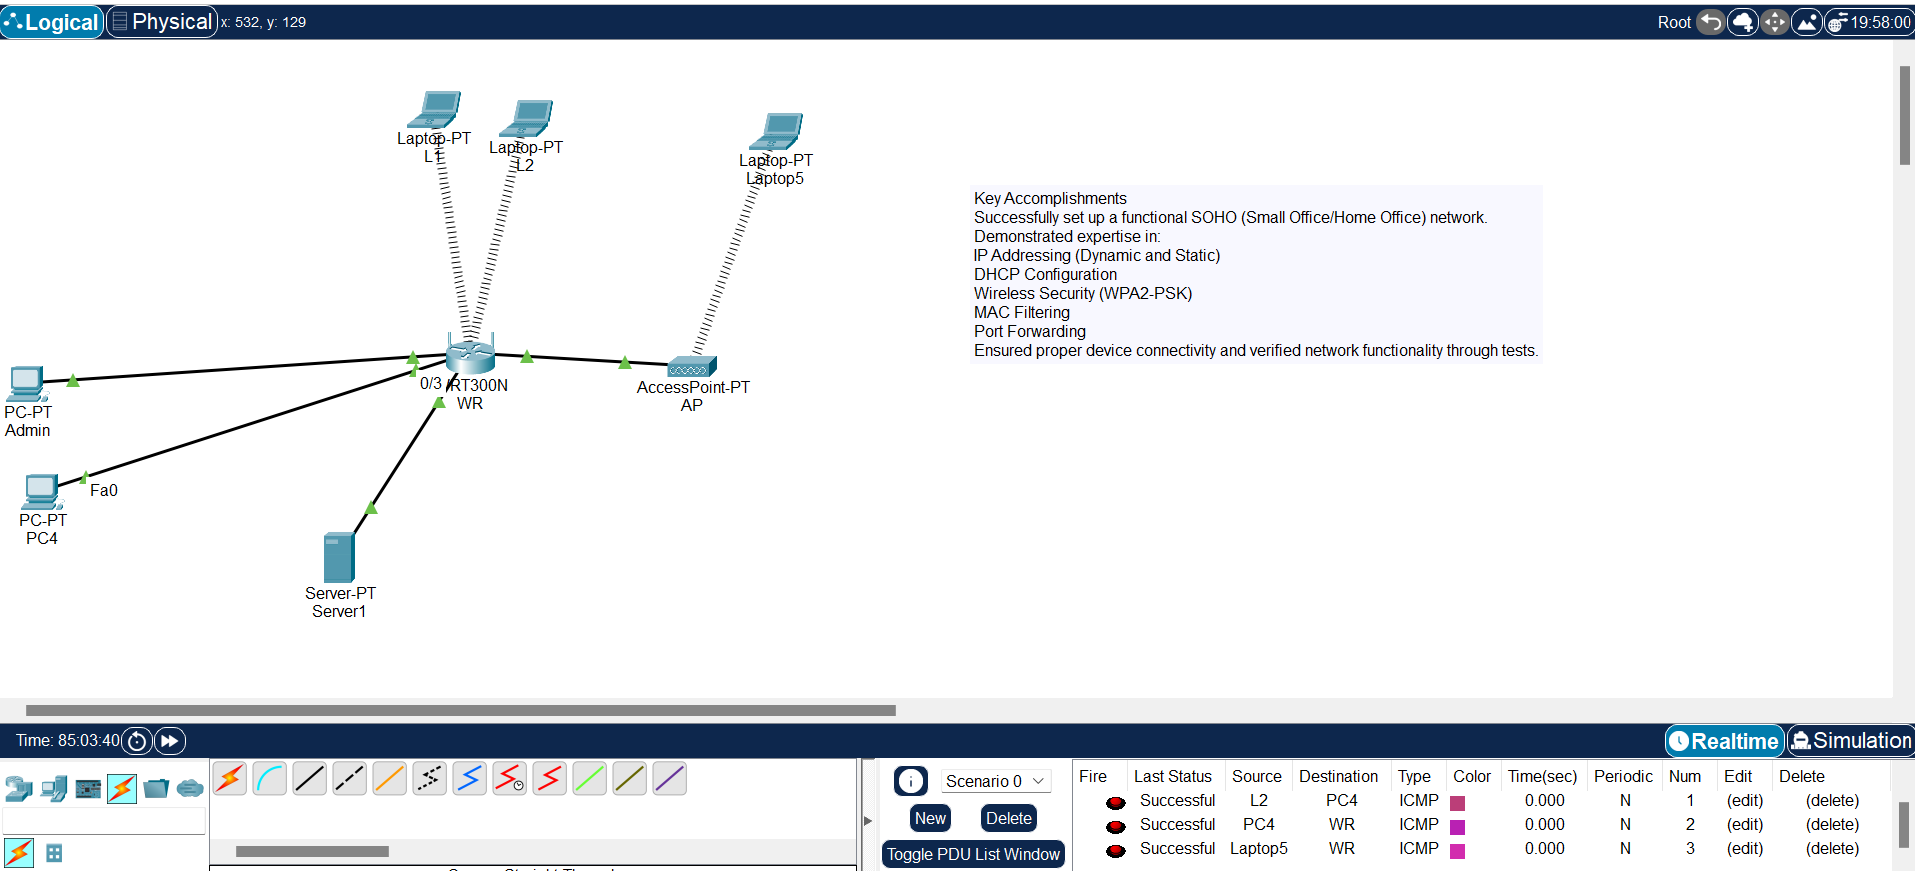 Logical Physical x: 532, y: 129 Root 19:58:00
Laptop-PT
L1
Laptop-PT
L2
Laptop-PT
Laptop5
Key Accomplishments
Successfully set up a functional SOHO (Small Office/Home Office) network.
Demonstrated expertise in:
IP Addressing (Dynamic and Static)
DHCP Configuration
Wireless Security (WPA2-PSK)
MAC Filtering
Port Forwarding
Ensured proper device connectivity and verified network functionality through tests.
0/3 RT300N
WR
AccessPoint-PT
AP
PC-PT
Admin
Fa0
PC-PT
PC4
Server-PT
Server1
Time: 85:03:40 Realtime Simulation
Scenario 0
New Delete
Toggle PDU List Window
Fire Last Status Source Destination Type Color Time(sec) Periodic Num Edit Delete
Successful L2 PC4 ICMP 0.000 N 1 (edit) (delete)
Successful PC4 WR ICMP 0.000 N 2 (edit) (delete)
Successful Laptop5 WR ICMP 0.000 N 3 (edit) (delete)